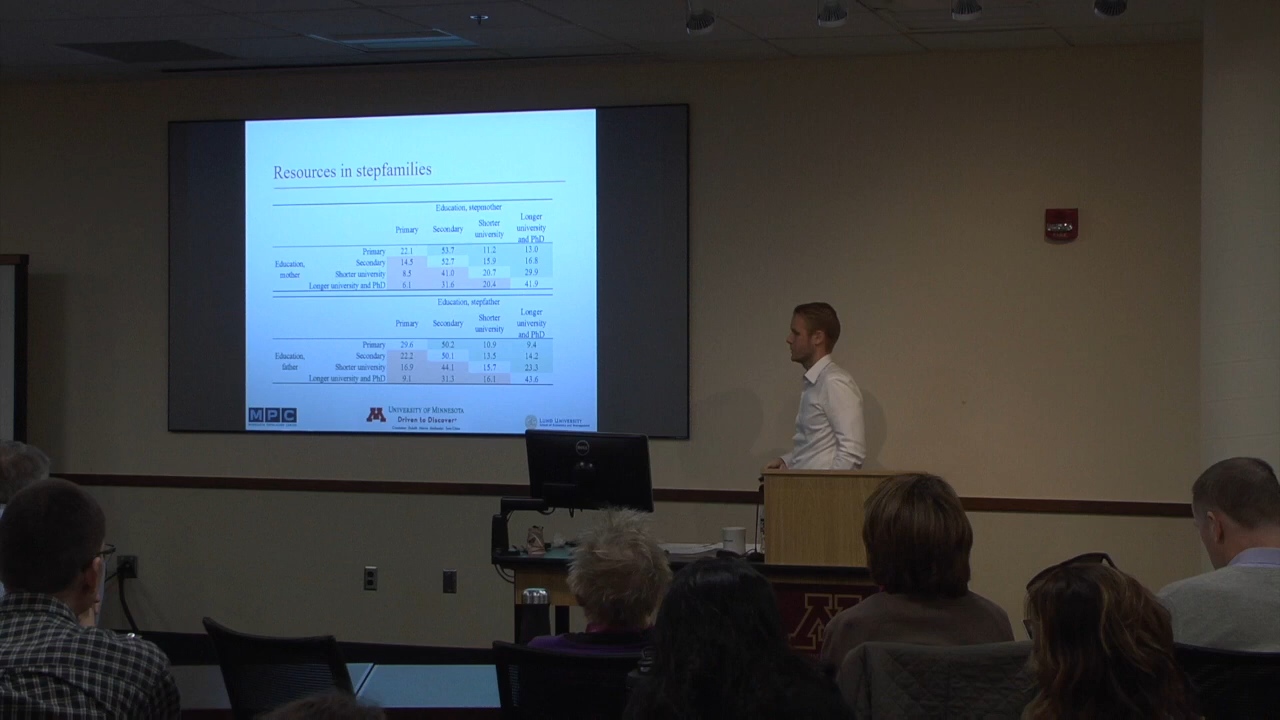 Resources in stepfamilies
Education, stepmother
Primary Secondary Shorter university Longer university and PhD
Education, mother
Primary 22.1 53.7 11.2 13.0
Secondary 14.5 52.7 15.9 16.8
Shorter university 8.5 41.0 20.7 29.9
Longer university and PhD 6.1 31.6 20.4 41.9
Education, stepfather
Primary Secondary Shorter university Longer university and PhD
Education, father
Primary 29.6 50.2 10.9 9.4
Secondary 22.2 50.1 13.5 14.2
Shorter university 16.9 44.1 15.7 23.3
Longer university and PhD 9.1 31.3 16.1 43.6
MPC
M UNIVERSITY OF MINNESOTA
Driven to Discover
LUND UNIVERSITY
DELL
M